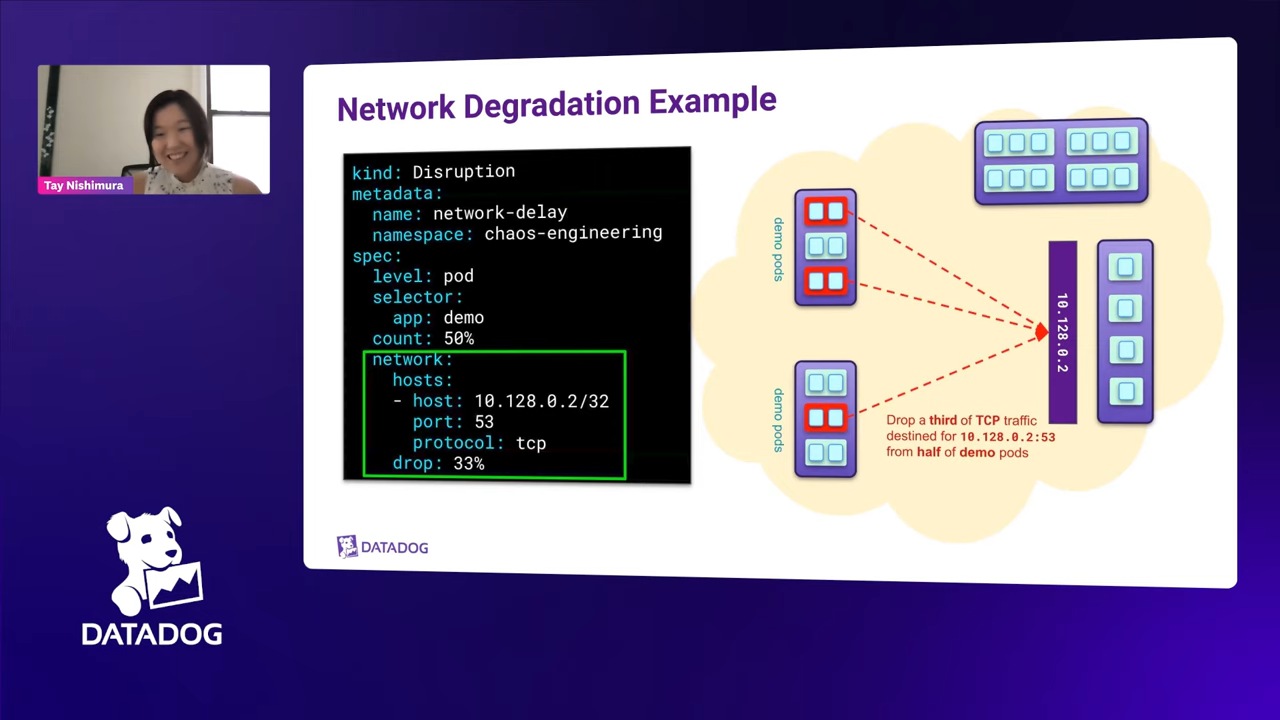 Tay Nishimura
DATADOG
Network Degradation Example
kind: Disruption
metadata:
name: network-delay
namespace: chaos-engineering
spec:
level: pod
selector:
app: demo
count: 50%
network:
hosts:
- host: 10.128.0.2/32
port: 53
protocol: tcp
drop: 33%
demo pods
demo pods
10.128.0.2
Drop a third of TCP traffic
destined for 10.128.0.2:53
from half of demo pods
DATADOG